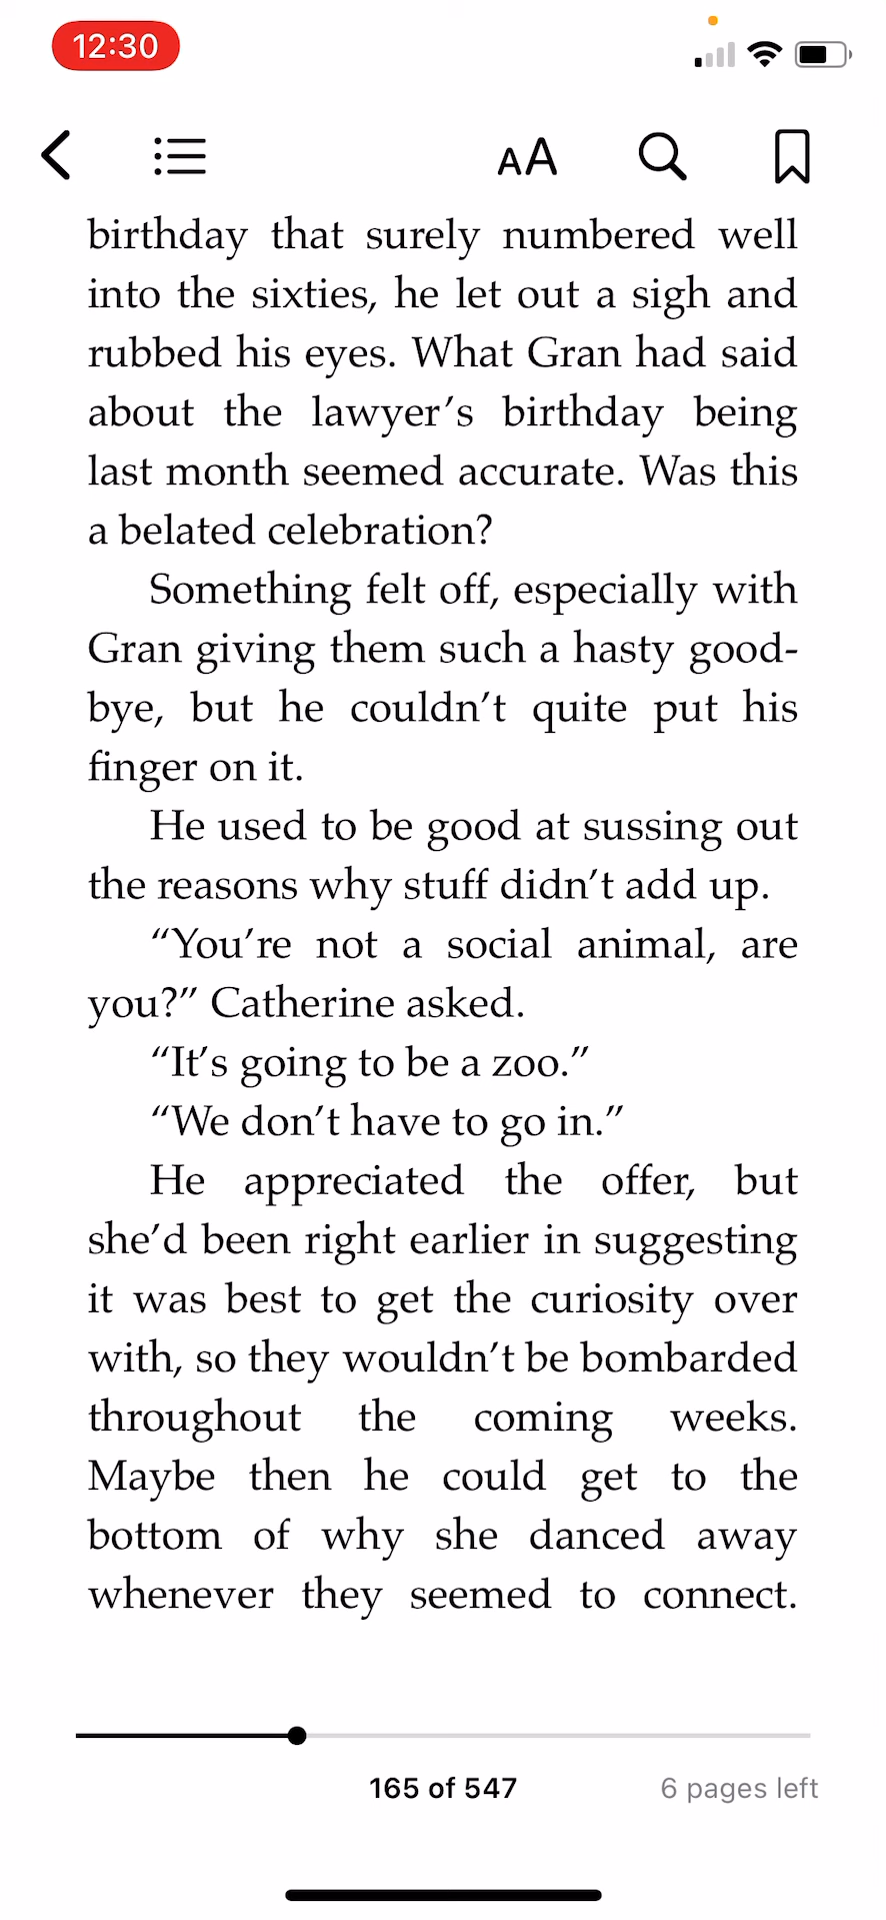 12:30
AA
birthday that surely numbered well
into the sixties, he let out a sigh and
rubbed his eyes. What Gran had said
about the lawyer’s birthday being
last month seemed accurate. Was this
a belated celebration?
Something felt off, especially with
Gran giving them such a hasty good-
bye, but he couldn’t quite put his
finger on it.
He used to be good at sussing out
the reasons why stuff didn’t add up.
“You’re not a social animal, are
you?” Catherine asked.
“It’s going to be a zoo.”
“We don’t have to go in.”
He appreciated the offer, but
she’d been right earlier in suggesting
it was best to get the curiosity over
with, so they wouldn’t be bombarded
throughout the coming weeks.
Maybe then he could get to the
bottom of why she danced away
whenever they seemed to connect.
165 of 547
6 pages left